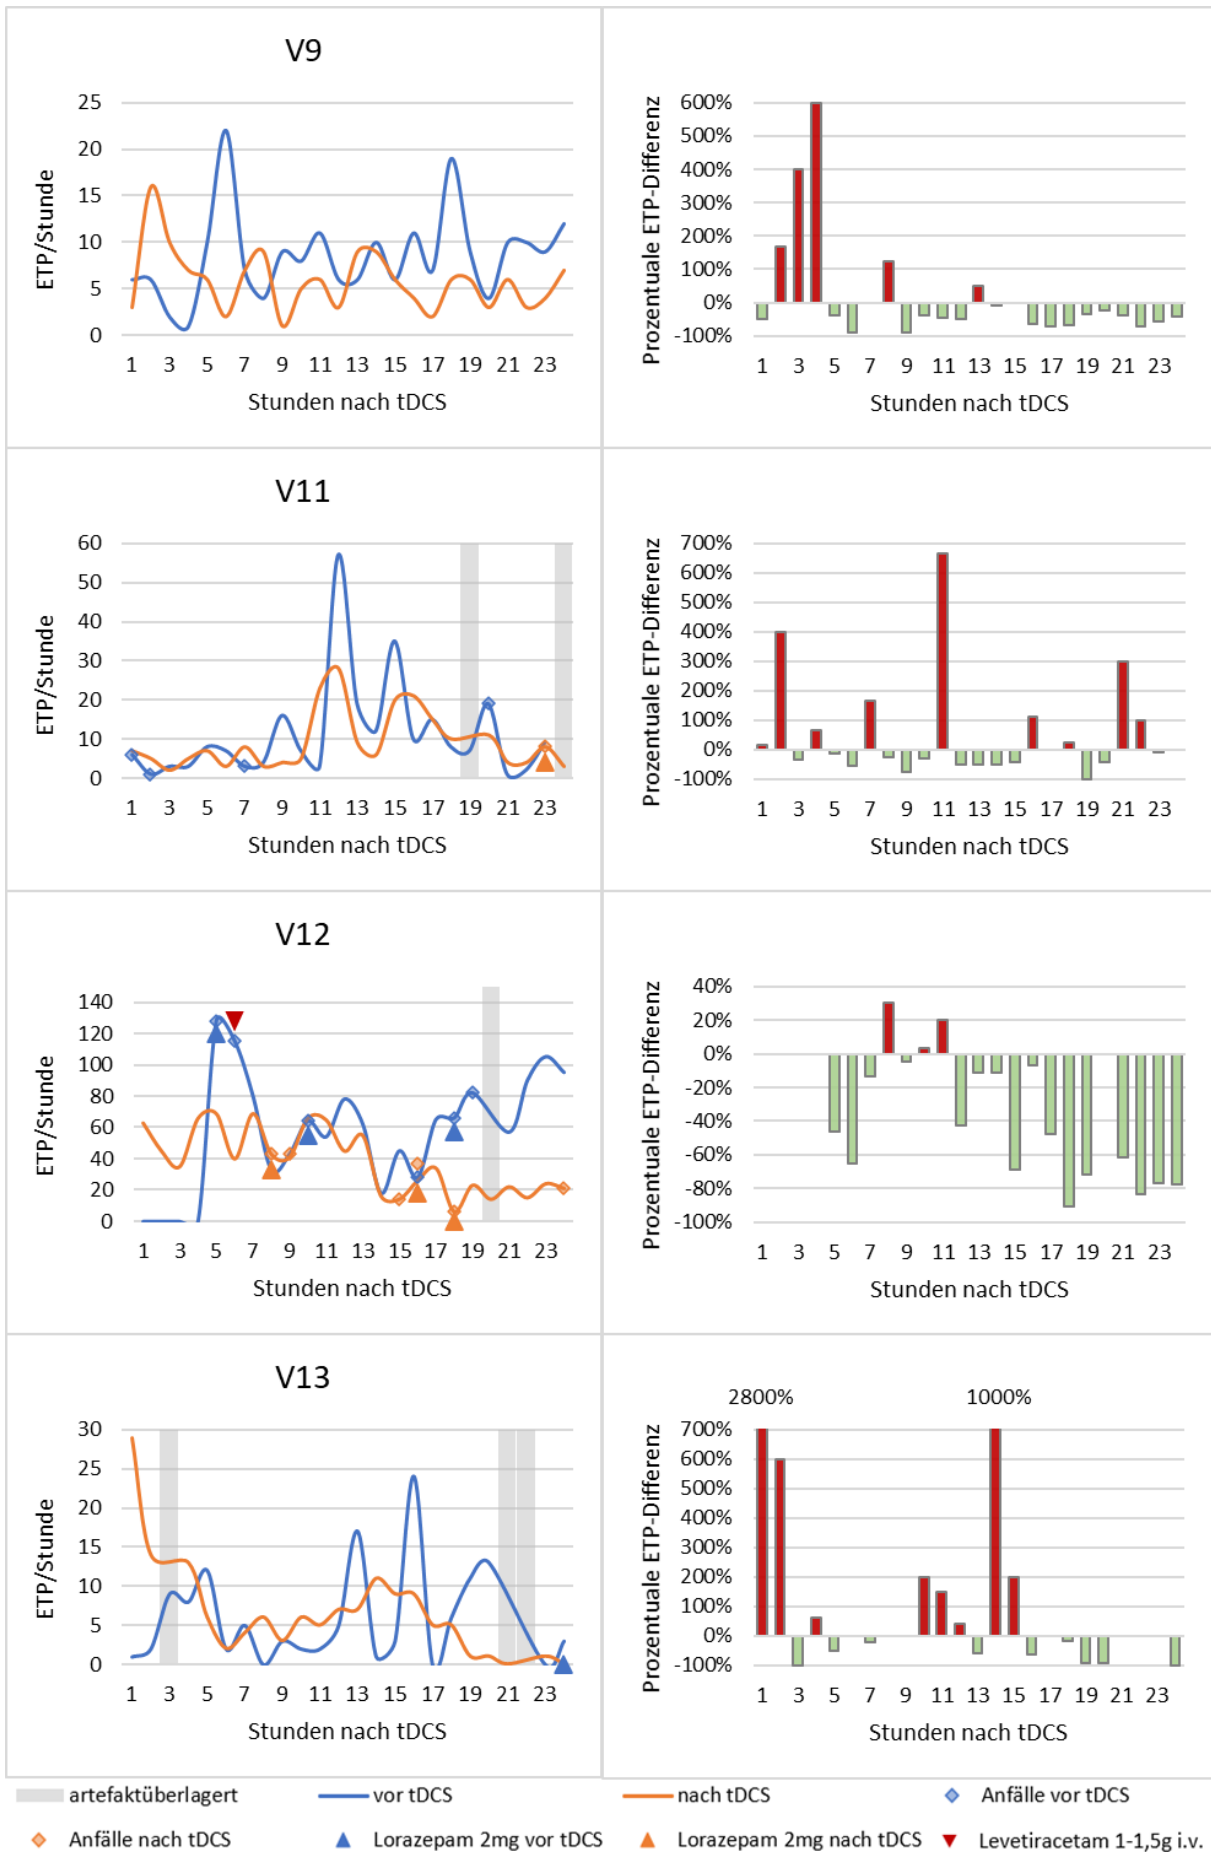 V9
ETP/Stunde
25
20
15
10
5
0
1 3 5 7 9 11 13 15 17 19 21 23
Stunden nach tDCS
Prozentuale ETP-Differenz
600%
500%
400%
300%
200%
100%
0%
-100%
1 3 5 7 9 11 13 15 17 19 21 23
Stunden nach tDCS
V11
ETP/Stunde
60
50
40
30
20
10
0
1 3 5 7 9 11 13 15 17 19 21 23
Stunden nach tDCS
Prozentuale ETP-Differenz
700%
600%
500%
400%
300%
200%
100%
0%
-100%
1 3 5 7 9 11 13 15 17 19 21 23
Stunden nach tDCS
V12
ETP/Stunde
140
120
100
80
60
40
20
0
1 3 5 7 9 11 13 15 17 19 21 23
Stunden nach tDCS
Prozentuale ETP-Differenz
40%
20%
0%
-20%
-40%
-60%
-80%
-100%
1 3 5 7 9 11 13 15 17 19 21 23
Stunden nach tDCS
V13
ETP/Stunde
30
25
20
15
10
5
0
1 3 5 7 9 11 13 15 17 19 21 23
Stunden nach tDCS
2800% 1000%
Prozentuale ETP-Differenz
700%
600%
500%
400%
300%
200%
100%
0%
-100%
1 3 5 7 9 11 13 15 17 19 21 23
Stunden nach tDCS
artefaktüberlagert vor tDCS nach tDCS Anfälle vor tDCS
Anfälle nach tDCS Lorazepam 2mg vor tDCS Lorazepam 2mg nach tDCS Levetiracetam 1-1,5g i.v.